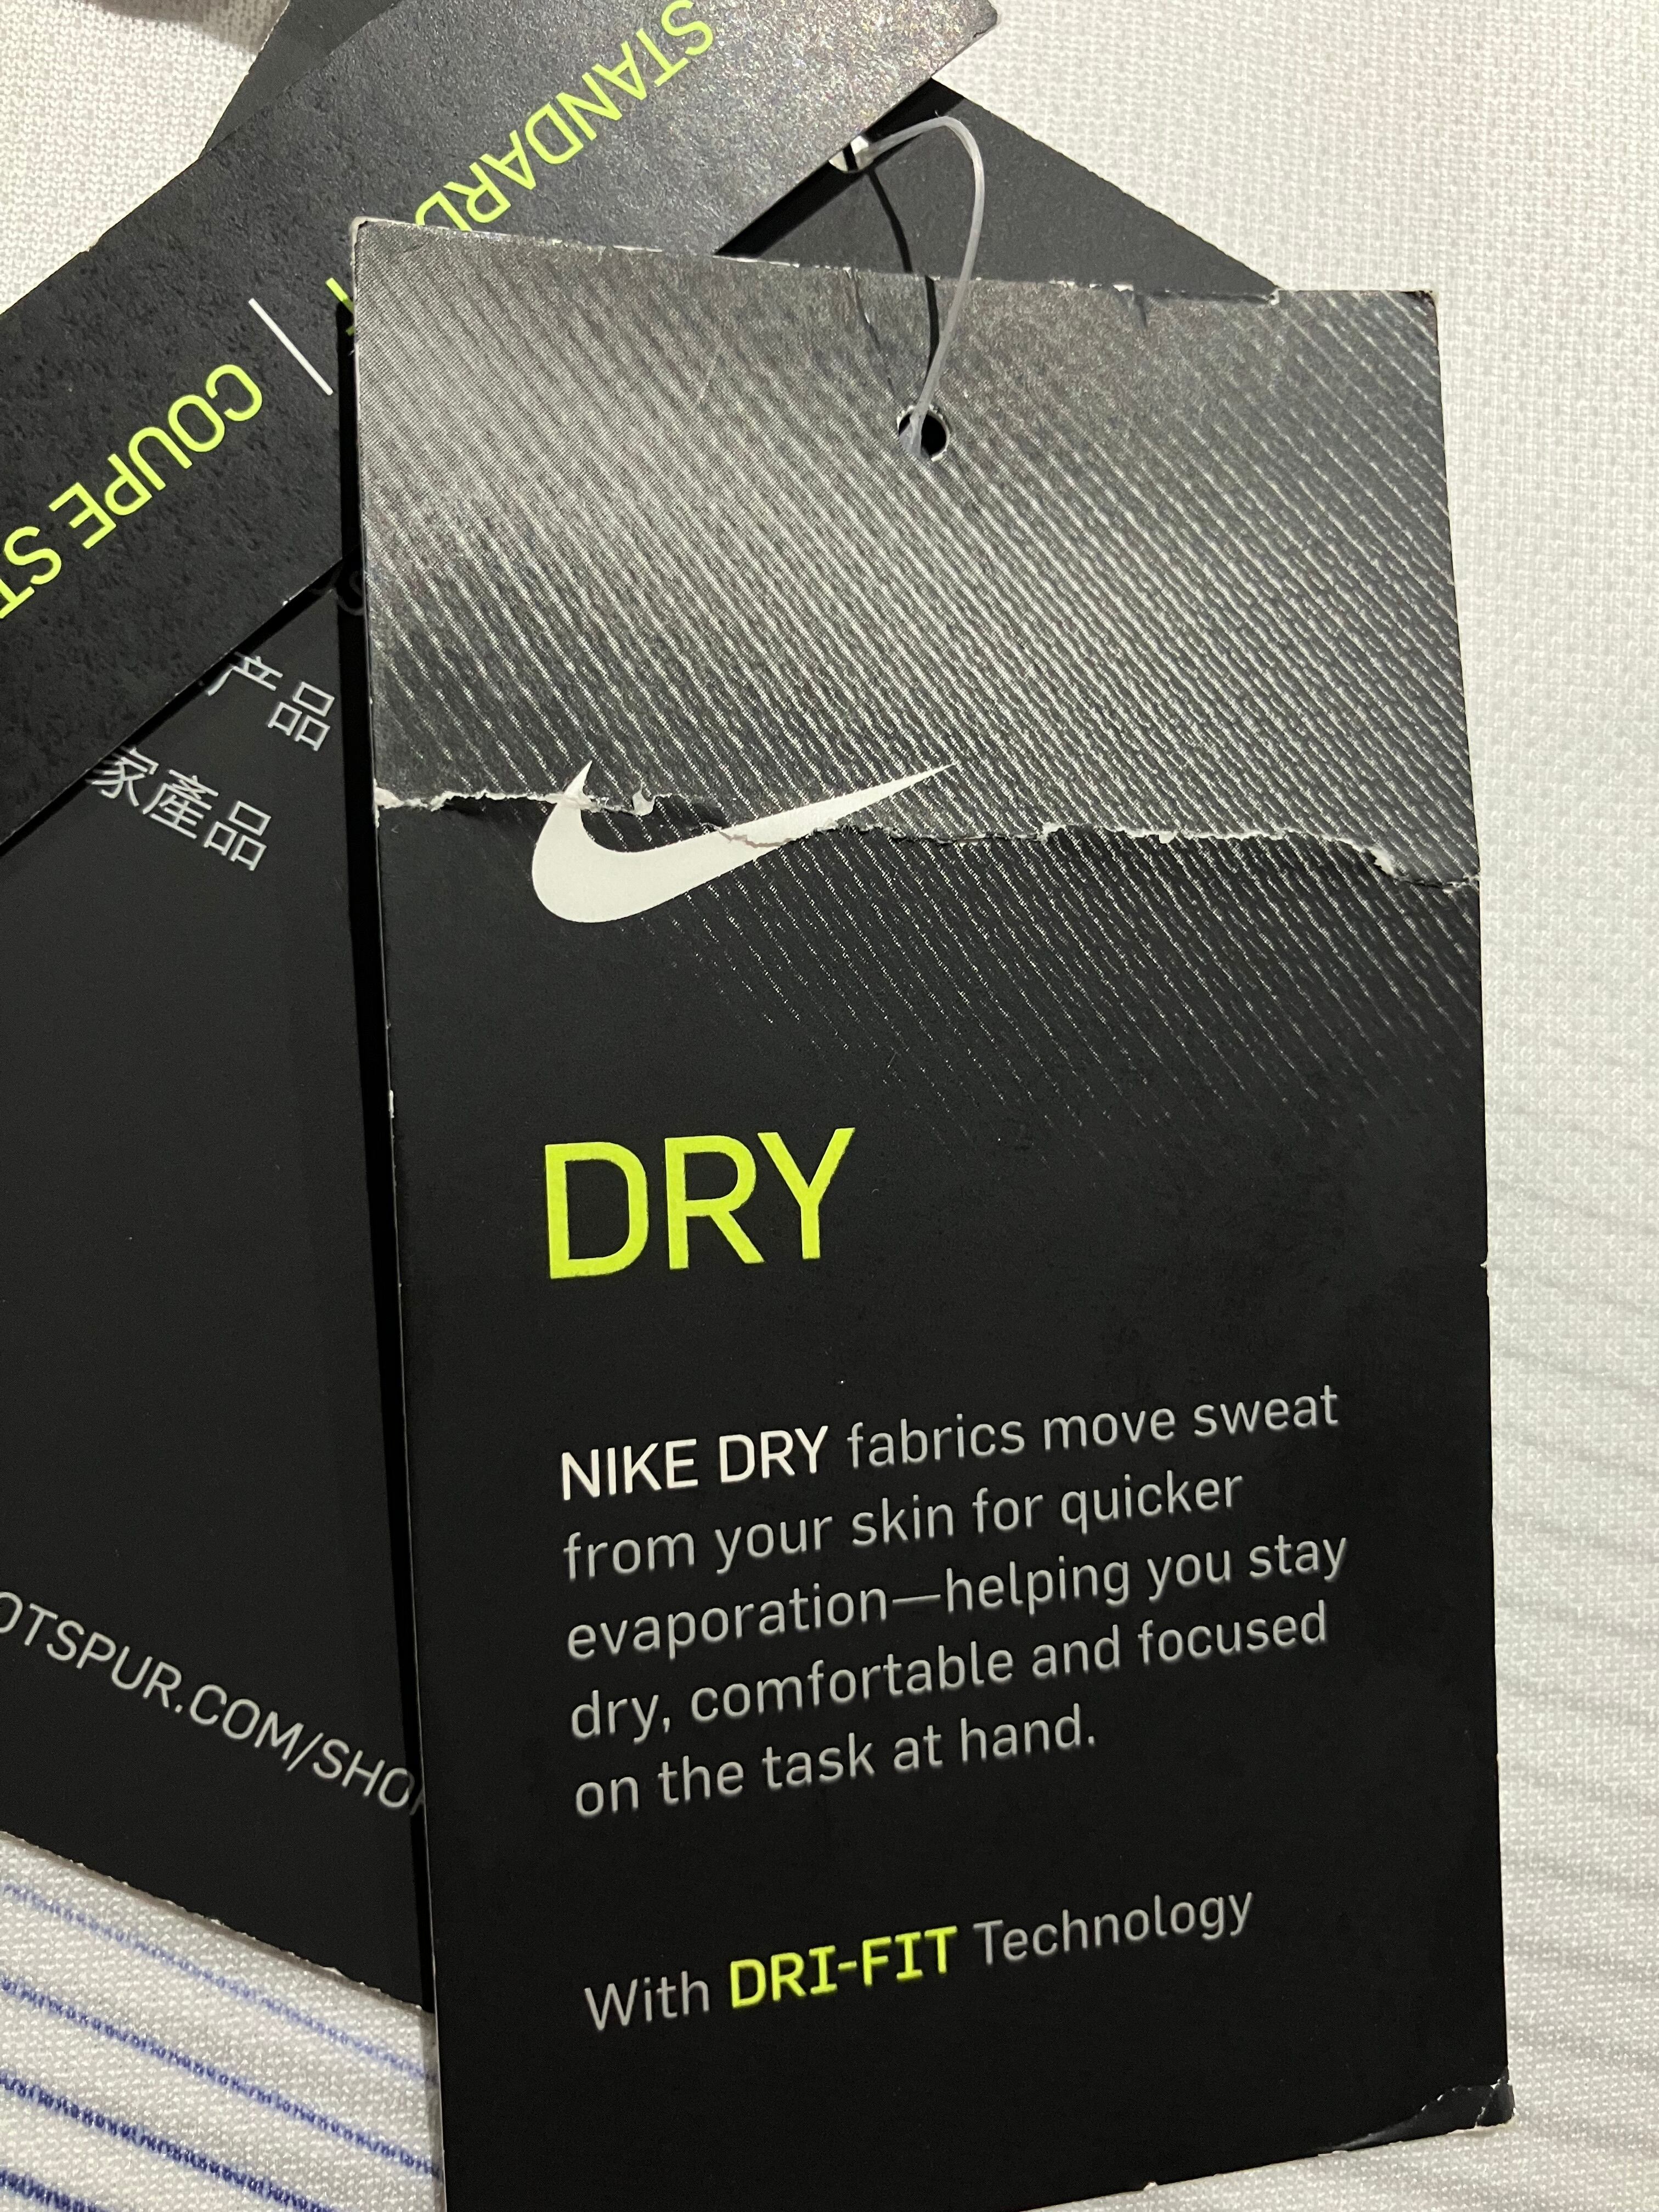 STANDARD
COUPE ST
产品
家產品
OTSPUR.COM/SHO
DRY
NIKE DRY fabrics move sweat
from your skin for quicker
evaporation—helping you stay
dry, comfortable and focused
on the task at hand.
With DRI-FIT Technology